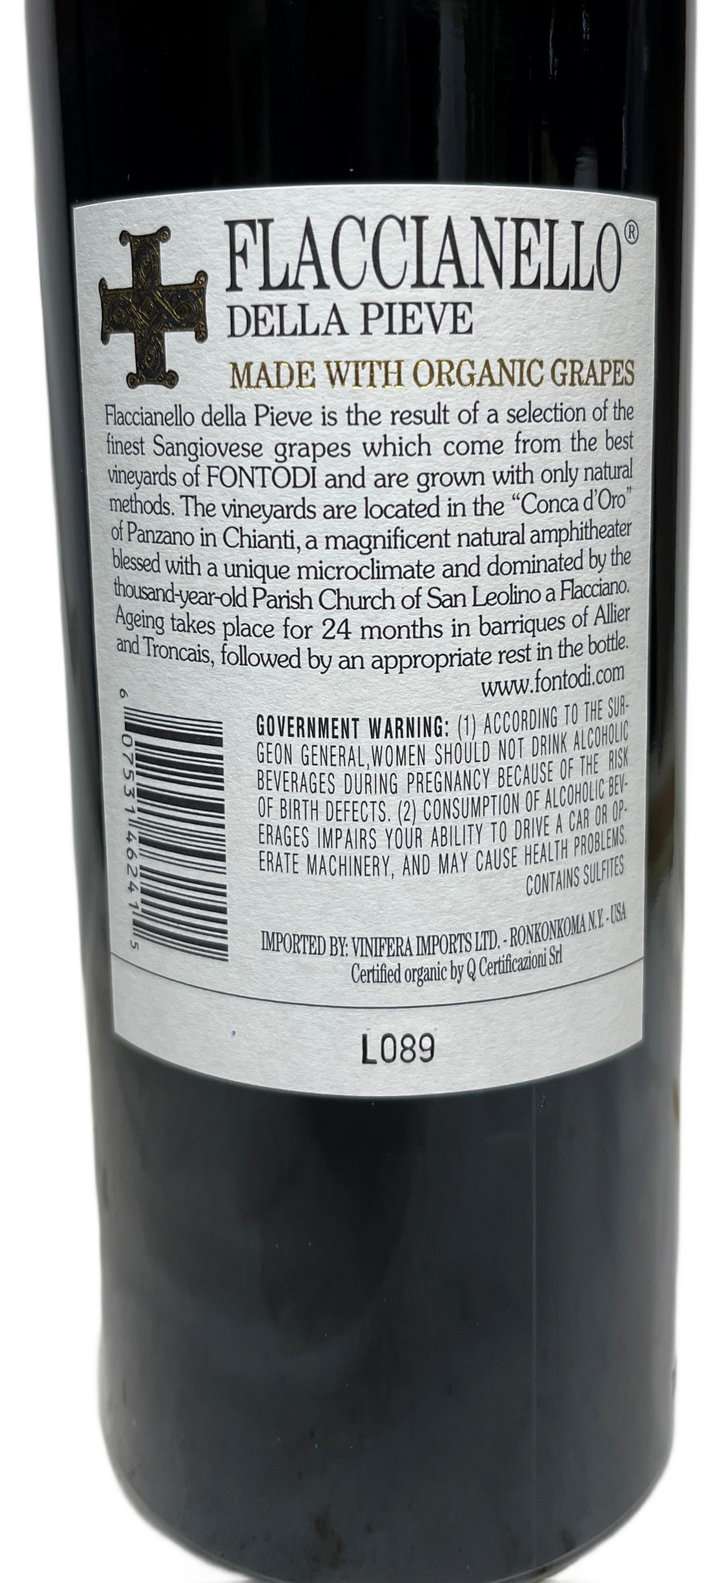 FLACCIANELLO®
DELLA PIEVE
MADE WITH ORGANIC GRAPES
Flaccianello della Pieve is the result of a selection of the
finest Sangiovese grapes which come from the best
vineyards of FONTODI and are grown with only natural
methods. The vineyards are located in the “Conca d’Oro”
of Panzano in Chianti, a magnificent natural amphitheater
blessed with a unique microclimate and dominated by the
thousand-year-old Parish Church of San Leolino a Flacciano.
Ageing takes place for 24 months in barriques of Allier
and Troncais, followed by an appropriate rest in the bottle.
www.fontodi.com
6 07531 46241 5
GOVERNMENT WARNING: (1) ACCORDING TO THE SUR-
GEON GENERAL,WOMEN SHOULD NOT DRINK ALCOHOLIC
BEVERAGES DURING PREGNANCY BECAUSE OF THE RISK
OF BIRTH DEFECTS. (2) CONSUMPTION OF ALCOHOLIC BEV-
ERAGES IMPAIRS YOUR ABILITY TO DRIVE A CAR OR OP-
ERATE MACHINERY, AND MAY CAUSE HEALTH PROBLEMS.
CONTAINS SULFITES
IMPORTED BY: VINIFERA IMPORTS LTD. - RONKONKOMA N.Y. - USA
Certified organic by Q Certificazioni Srl
L089